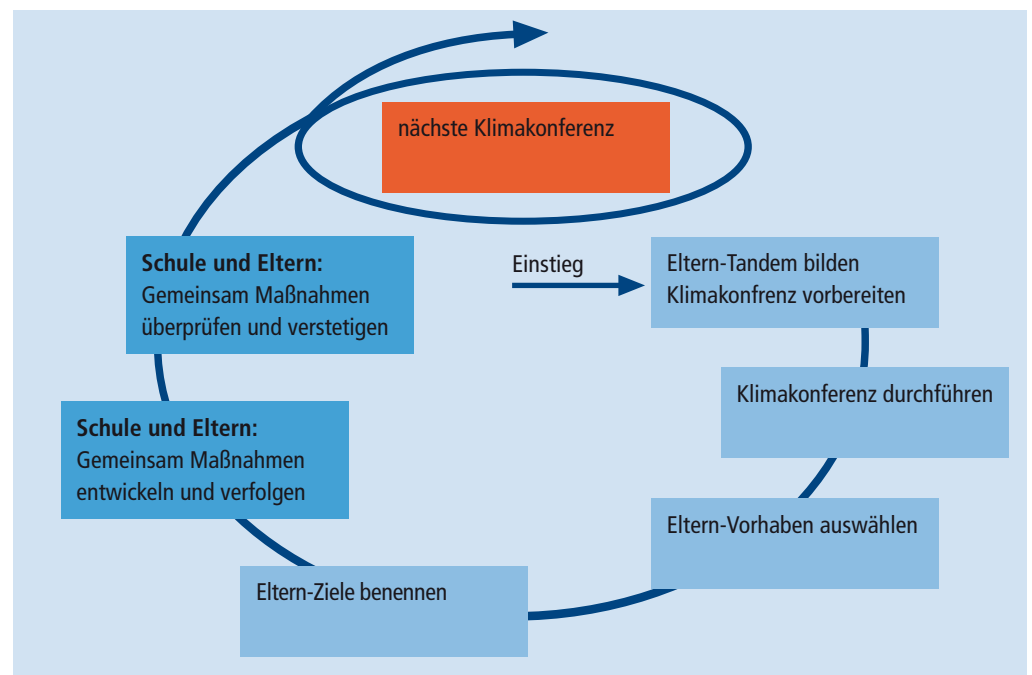 nächste Klimakonferenz
Einstieg
Eltern-Tandem bilden
Klimakonfrenz vorbereiten
Klimakonferenz durchführen
Eltern-Vorhaben auswählen
Eltern-Ziele benennen
Schule und Eltern:
Gemeinsam Maßnahmen
entwickeln und verfolgen
Schule und Eltern:
Gemeinsam Maßnahmen
überprüfen und verstetigen